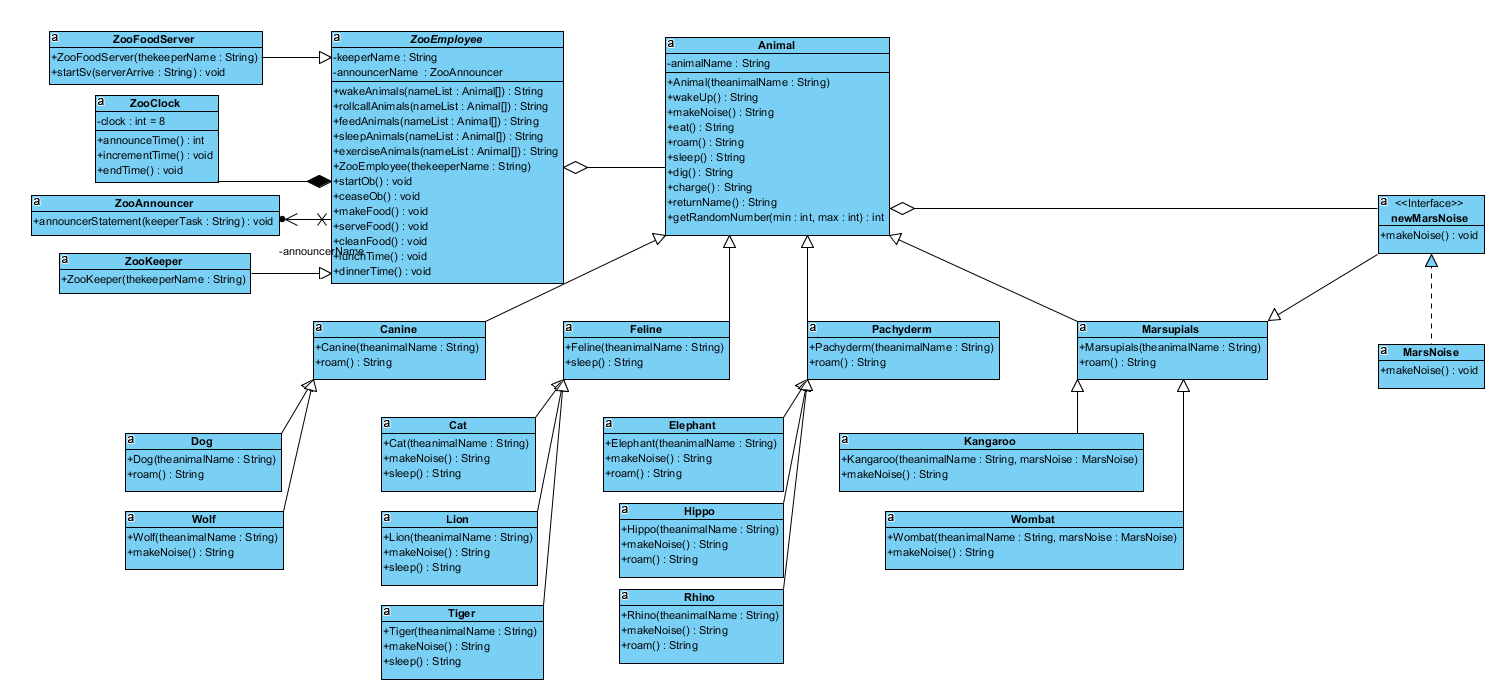 a
ZooFoodServer
+ZooFoodServer(thekeeperName : String)
+startSv(serverArrive : String) : void
a
ZooClock
-clock : int = 8
+announceTime() : int
+incrementTime() : void
+endTime() : void
a
ZooAnnouncer
+announcerStatement(keeperTask : String) : void
a
ZooKeeper
+ZooKeeper(thekeeperName : String)
a
ZooEmployee
-keeperName : String
-announcerName : ZooAnnouncer
+wakeAnimals(nameList : Animal[]) : String
+rollcallAnimals(nameList : Animal[]) : String
+feedAnimals(nameList : Animal[]) : String
+sleepAnimals(nameList : Animal[]) : String
+exerciseAnimals(nameList : Animal[]) : String
+ZooEmployee(thekeeperName : String)
+startOb() : void
+ceaseOb() : void
+makeFood() : void
+serveFood() : void
+cleanFood() : void
-announcerName
+lunchTime() : void
+dinnerTime() : void
a
Animal
-animalName : String
+Animal(theanimalName : String)
+wakeUp() : String
+makeNoise() : String
+eat() : String
+roam() : String
+sleep() : String
+dig() : String
+charge() : String
+returnName() : String
+getRandomNumber(min : int, max : int) : int
a
<<Interface>>
newMarsNoise
+makeNoise() : void
a
Canine
+Canine(theanimalName : String)
+roam() : String
a
Feline
+Feline(theanimalName : String)
+sleep() : String
a
Pachyderm
+Pachyderm(theanimalName : String)
+roam() : String
a
Marsupials
+Marsupials(theanimalName : String)
+roam() : String
a
MarsNoise
+makeNoise() : void
a
Dog
+Dog(theanimalName : String)
+roam() : String
a
Wolf
+Wolf(theanimalName : String)
+makeNoise() : String
a
Cat
+Cat(theanimalName : String)
+makeNoise() : String
+sleep() : String
a
Lion
+Lion(theanimalName : String)
+makeNoise() : String
+sleep() : String
a
Tiger
+Tiger(theanimalName : String)
+makeNoise() : String
+sleep() : String
a
Elephant
+Elephant(theanimalName : String)
+makeNoise() : String
+roam() : String
a
Hippo
+Hippo(theanimalName : String)
+makeNoise() : String
+roam() : String
a
Rhino
+Rhino(theanimalName : String)
+makeNoise() : String
+roam() : String
a
Kangaroo
+Kangaroo(theanimalName : String, marsNoise : MarsNoise)
+makeNoise() : String
a
Wombat
+Wombat(theanimalName : String, marsNoise : MarsNoise)
+makeNoise() : String